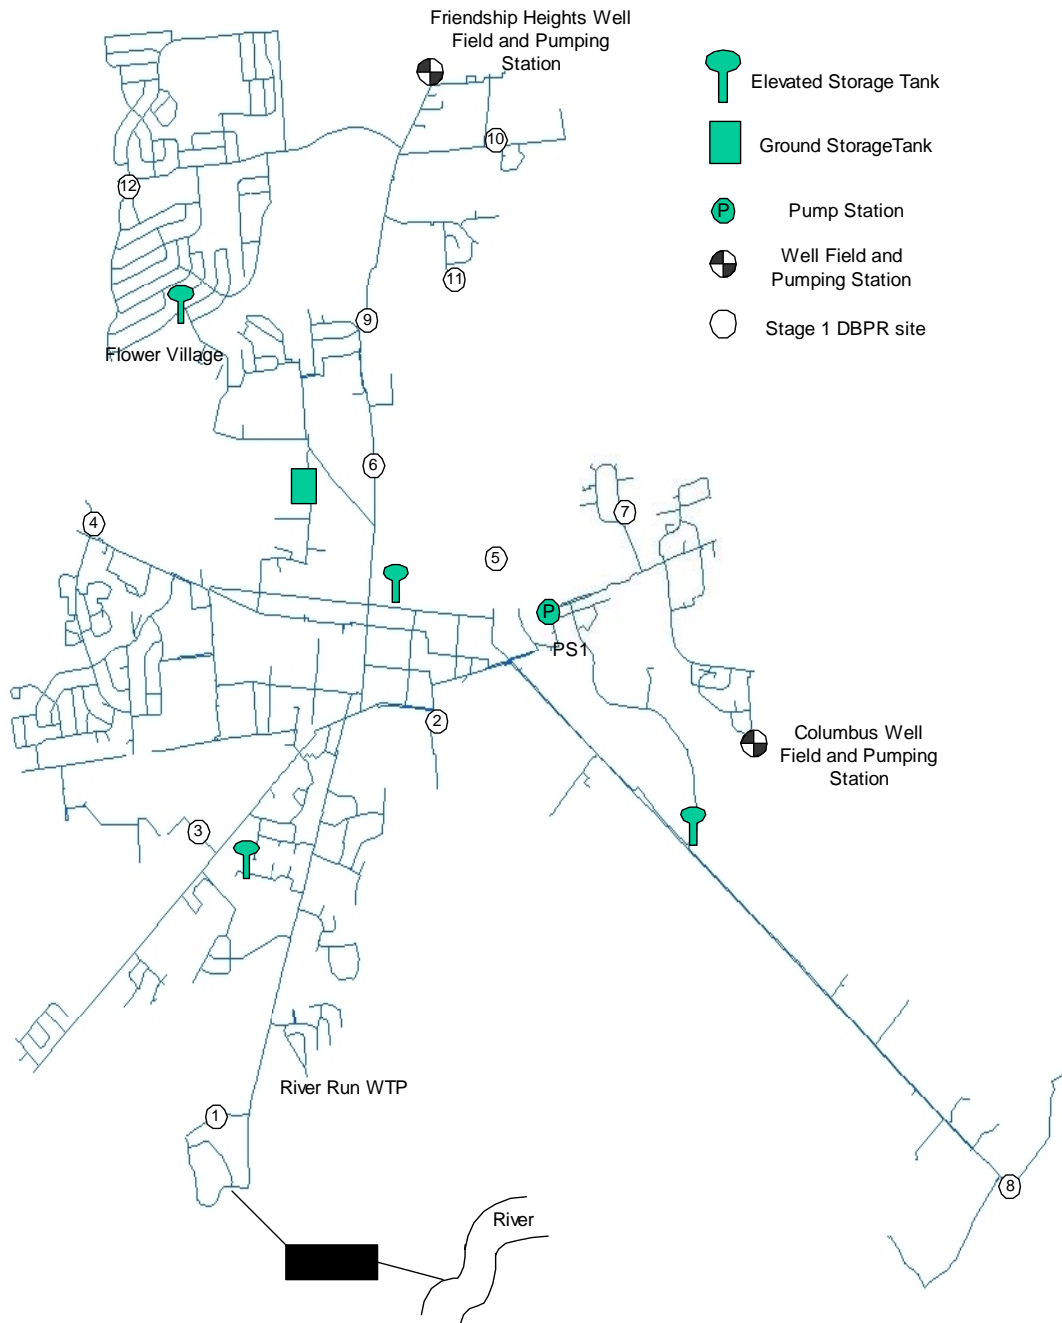 Friendship Heights Well
Field and Pumping
Station
Elevated Storage Tank
Ground StorageTank
P
Pump Station
Well Field and
Pumping Station
Stage 1 DBPR site
10
12
11
9
Flower Village
6
7
4
5
P
PS1
2
Columbus Well
Field and Pumping
Station
3
River Run WTP
1
8
River